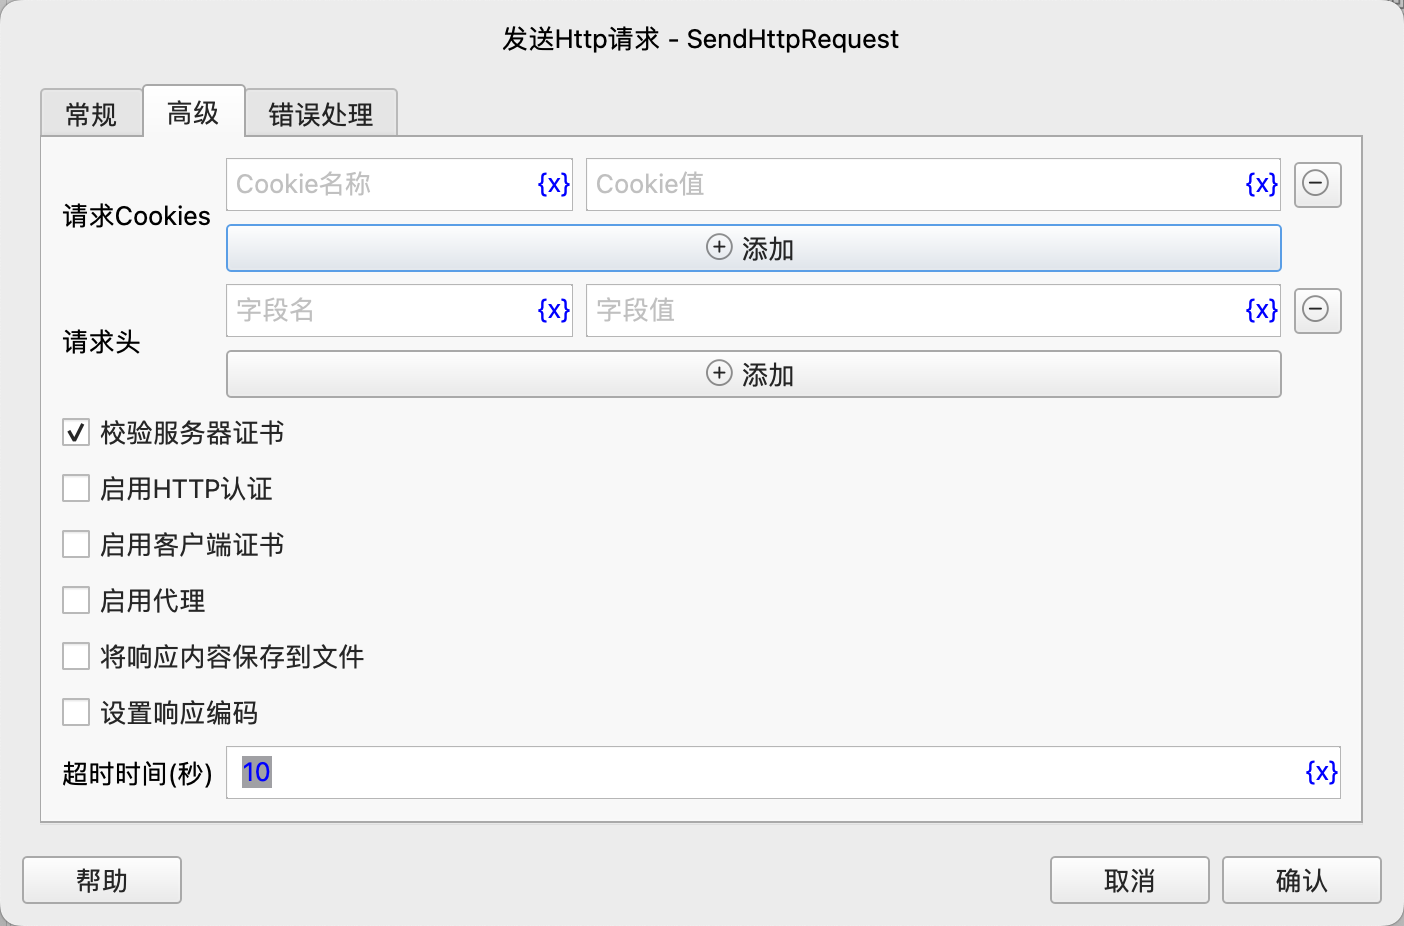 发送Http请求 - SendHttpRequest
常规 高级 错误处理
请求Cookies Cookie名称 {x} Cookie值 {x}
添加
请求头 字段名 {x} 字段值 {x}
添加
校验服务器证书
启用HTTP认证
启用客户端证书
启用代理
将响应内容保存到文件
设置响应编码
超时时间(秒) 10 {x}
帮助 取消 确认